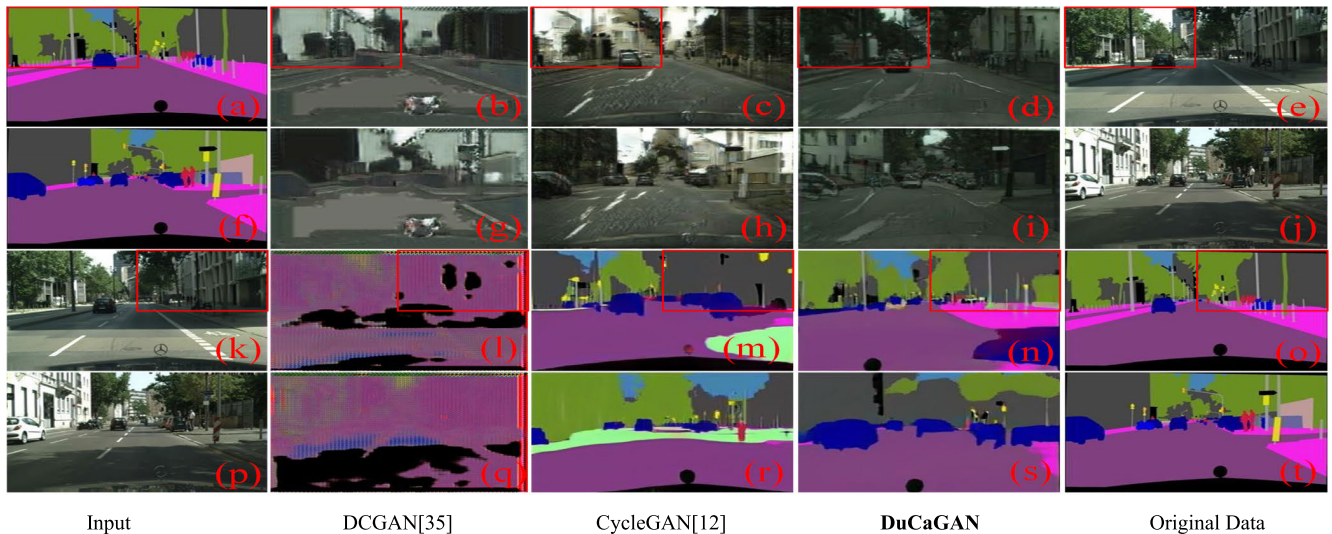 (a) (b) (c) (d) (e)
(f) (g) (h) (i) (j)
(k) (l) (m) (n) (o)
(p) (q) (r) (s) (t)
Input DCGAN[35] CycleGAN[12] DuCaGAN Original Data